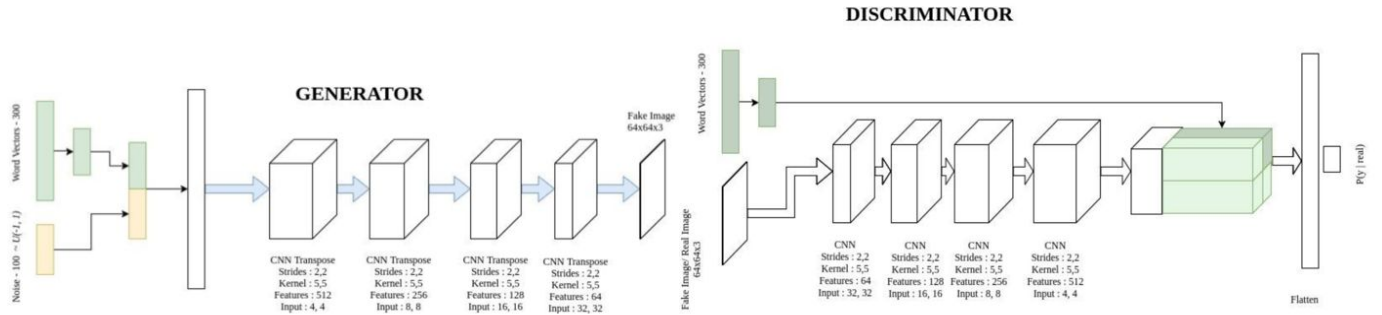 DISCRIMINATOR
GENERATOR
Word Vectors - 300
Noise - 100 ~ U(-1, 1)
CNN Transpose
Strides : 2,2
Kernel : 5,5
Features : 512
Input : 4, 4
CNN Transpose
Strides : 2,2
Kernel : 5,5
Features : 256
Input : 8, 8
CNN Transpose
Strides : 2,2
Kernel : 5,5
Features : 128
Input : 16, 16
CNN Transpose
Strides : 2,2
Kernel : 5,5
Features : 64
Input : 32, 32
Fake Image
64x64x3
Word Vectors - 300
Fake Image/ Real Image
64x64x3
CNN
Strides : 2,2
Kernel : 5,5
Features : 64
Input : 32, 32
CNN
Strides : 2,2
Kernel : 5,5
Features : 128
Input : 16, 16
CNN
Strides : 2,2
Kernel : 5,5
Features : 256
Input : 8, 8
CNN
Strides : 2,2
Kernel : 5,5
Features : 512
Input : 4, 4
Flatten
P(y | real)